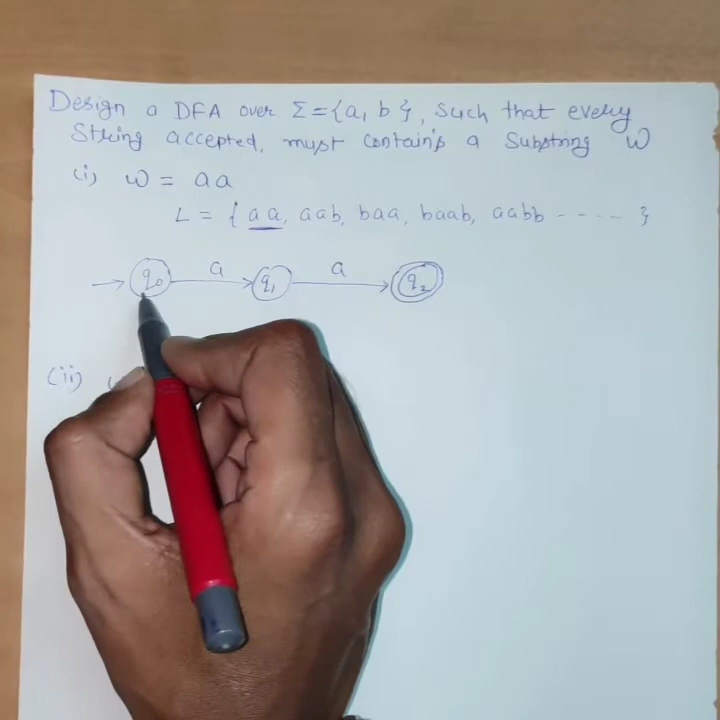 Design a DFA over Σ={a, b}, such that every
string accepted, must contain's a substring w
(i) w = aa
L = {aa, aab, baa, baab, aabb ----- }
→ q0 a → q1 a → q2
(ii)